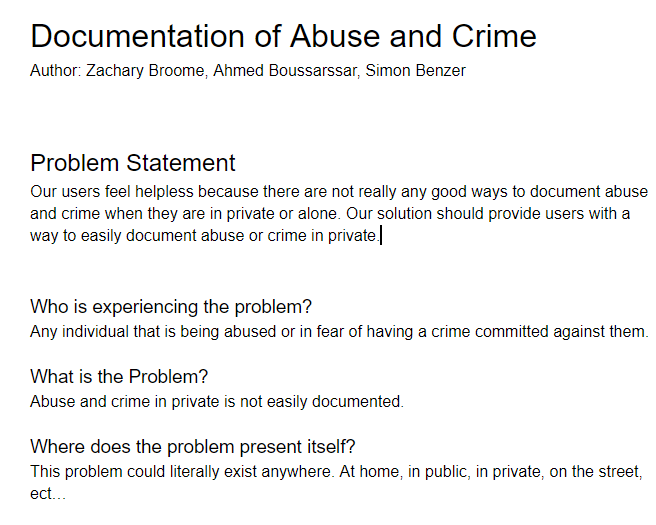 Documentation of Abuse and Crime
Author: Zachary Broome, Ahmed Boussarssar, Simon Benzer
Problem Statement
Our users feel helpless because there are not really any good ways to document abuse
and crime when they are in private or alone. Our solution should provide users with a
way to easily document abuse or crime in private.
Who is experiencing the problem?
Any individual that is being abused or in fear of having a crime committed against them.
What is the Problem?
Abuse and crime in private is not easily documented.
Where does the problem present itself?
This problem could literally exist anywhere. At home, in public, in private, on the street,
ect...